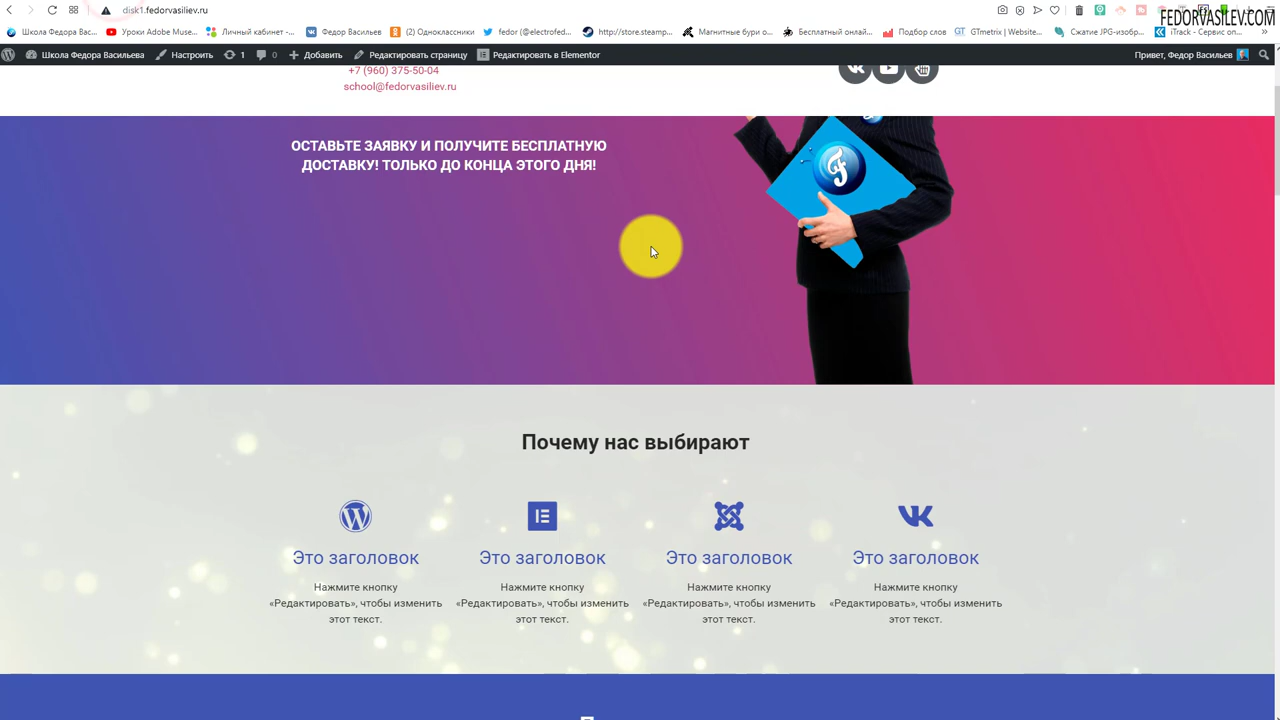 disk1.fedorvasiliev.ru
FEDORVASILEV.COM
Школа Федора Вас...
Уроки Adobe Muse...
Личный кабинет -...
Федор Васильев
(2) Одноклассники
fedor (@electrofed...
http://store.steamp...
Магнитные бури о...
Бесплатный онлай...
Подбор слов
GTmetrix | Website...
Сжатие JPG-изобр...
iTrack - Сервис оп...
Школа Федора Васильева
Настроить
1
0
Добавить
Редактировать страницу
Редактировать в Elementor
Привет, Федор Васильев
+7 (960) 375-50-04
school@fedorvasiliev.ru
ОСТАВЬТЕ ЗАЯВКУ И ПОЛУЧИТЕ БЕСПЛАТНУЮ
ДОСТАВКУ! ТОЛЬКО ДО КОНЦА ЭТОГО ДНЯ!
Почему нас выбирают
Это заголовок
Нажмите кнопку
«Редактировать», чтобы изменить
этот текст.
Это заголовок
Нажмите кнопку
«Редактировать», чтобы изменить
этот текст.
Это заголовок
Нажмите кнопку
«Редактировать», чтобы изменить
этот текст.
Это заголовок
Нажмите кнопку
«Редактировать», чтобы изменить
этот текст.